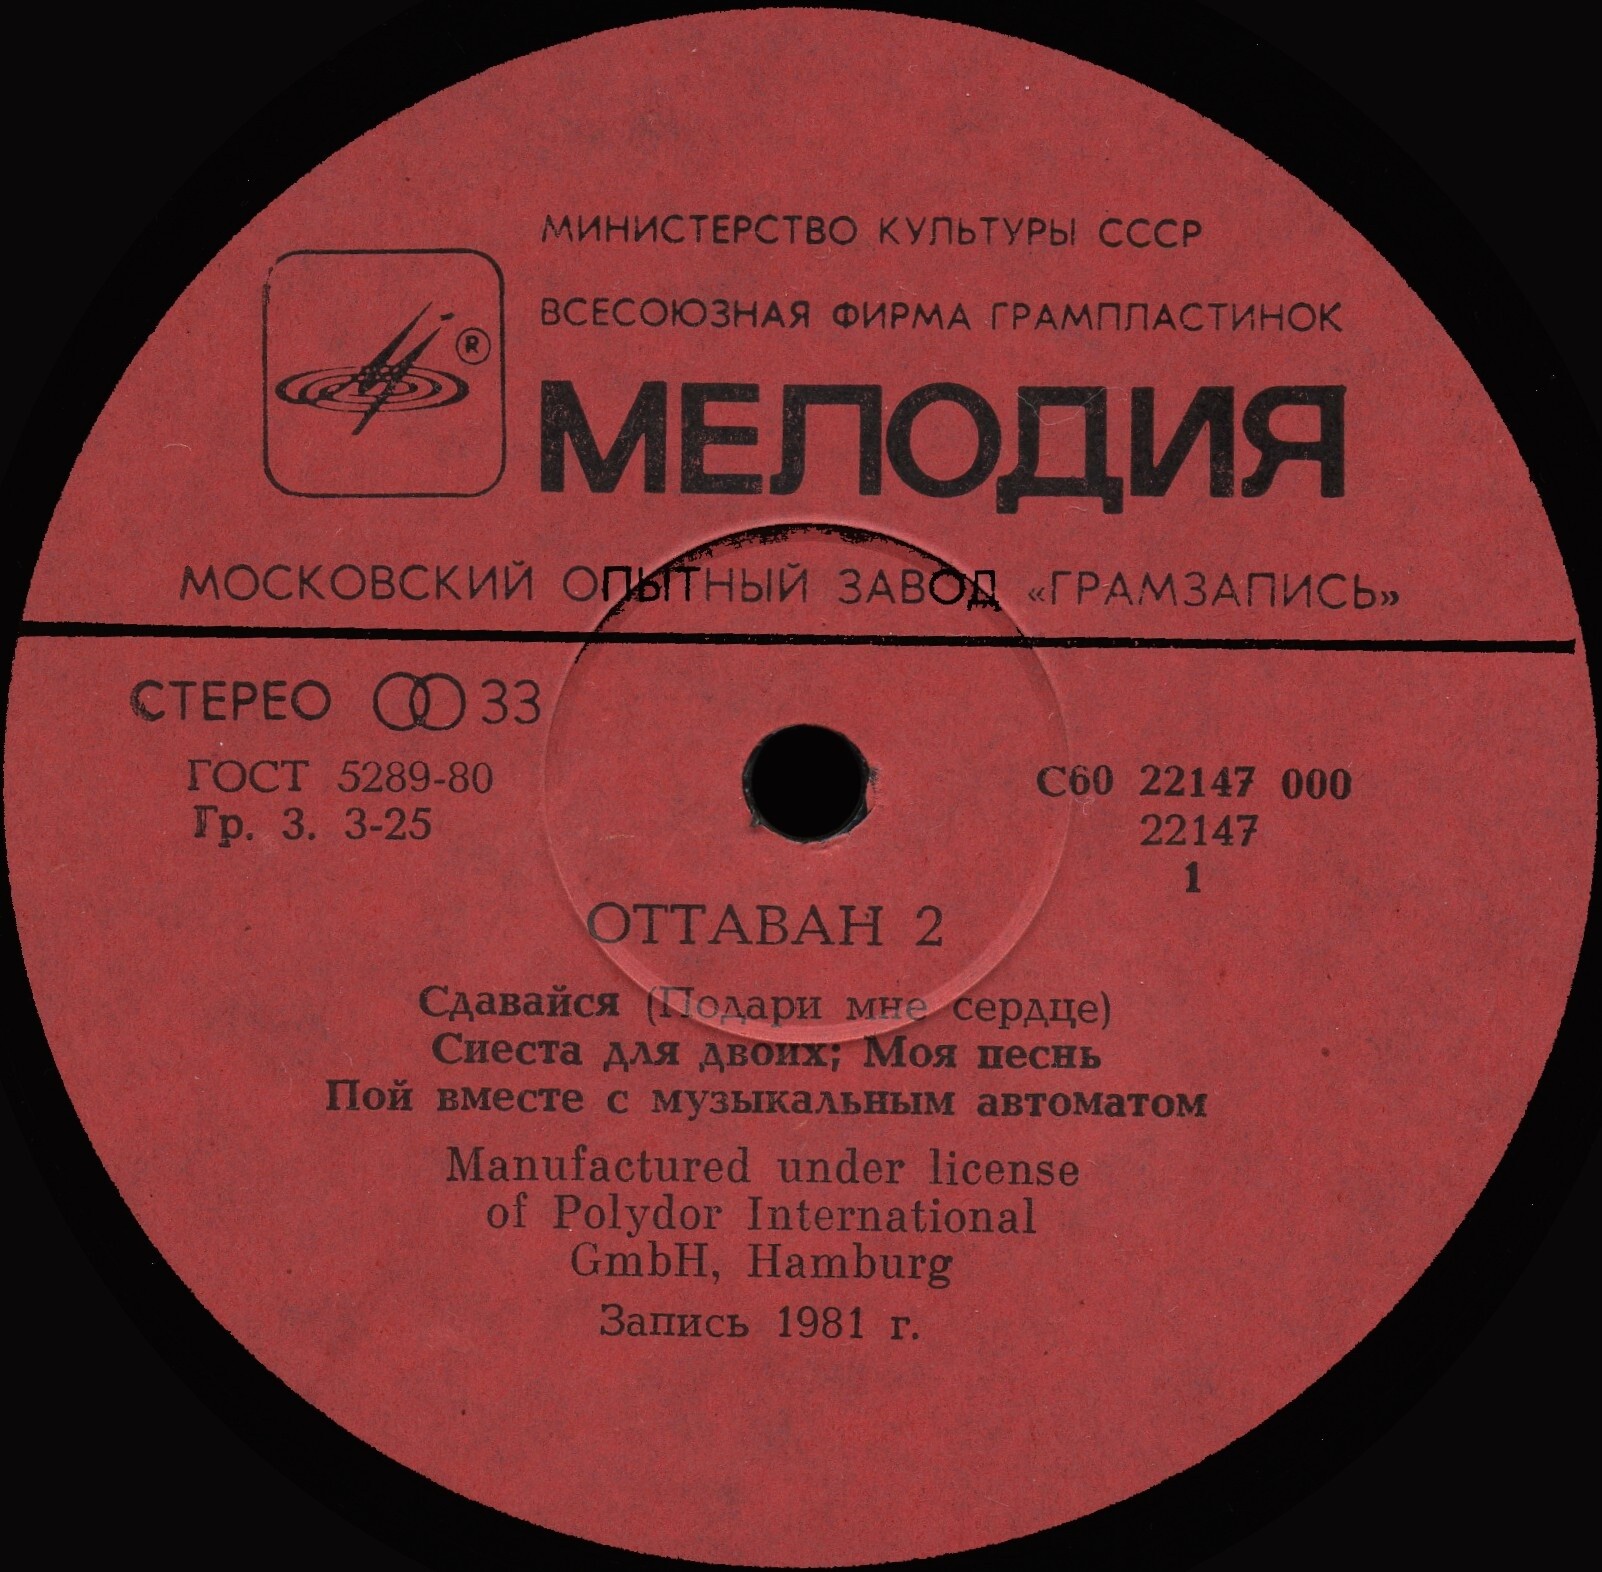 МИНИСТЕРСТВО КУЛЬТУРЫ СССР
ВСЕСОЮЗНАЯ ФИРМА ГРАМПЛАСТИНОК
®
МЕЛОДИЯ
МОСКОВСКИЙ ОПЫТНЫЙ ЗАВОД «ГРАМЗАПИСЬ»
СТЕРЕО 33
ГОСТ 5289-80
Гр. 3. 3-25
С60 22147 000
22147
1
ОТТАВАН 2
Сдавайся (Подари мне сердце)
Сиеста для двоих; Моя песнь
Пой вместе с музыкальным автоматом
Manufactured under license
of Polydor International
GmbH, Hamburg
Запись 1981 г.